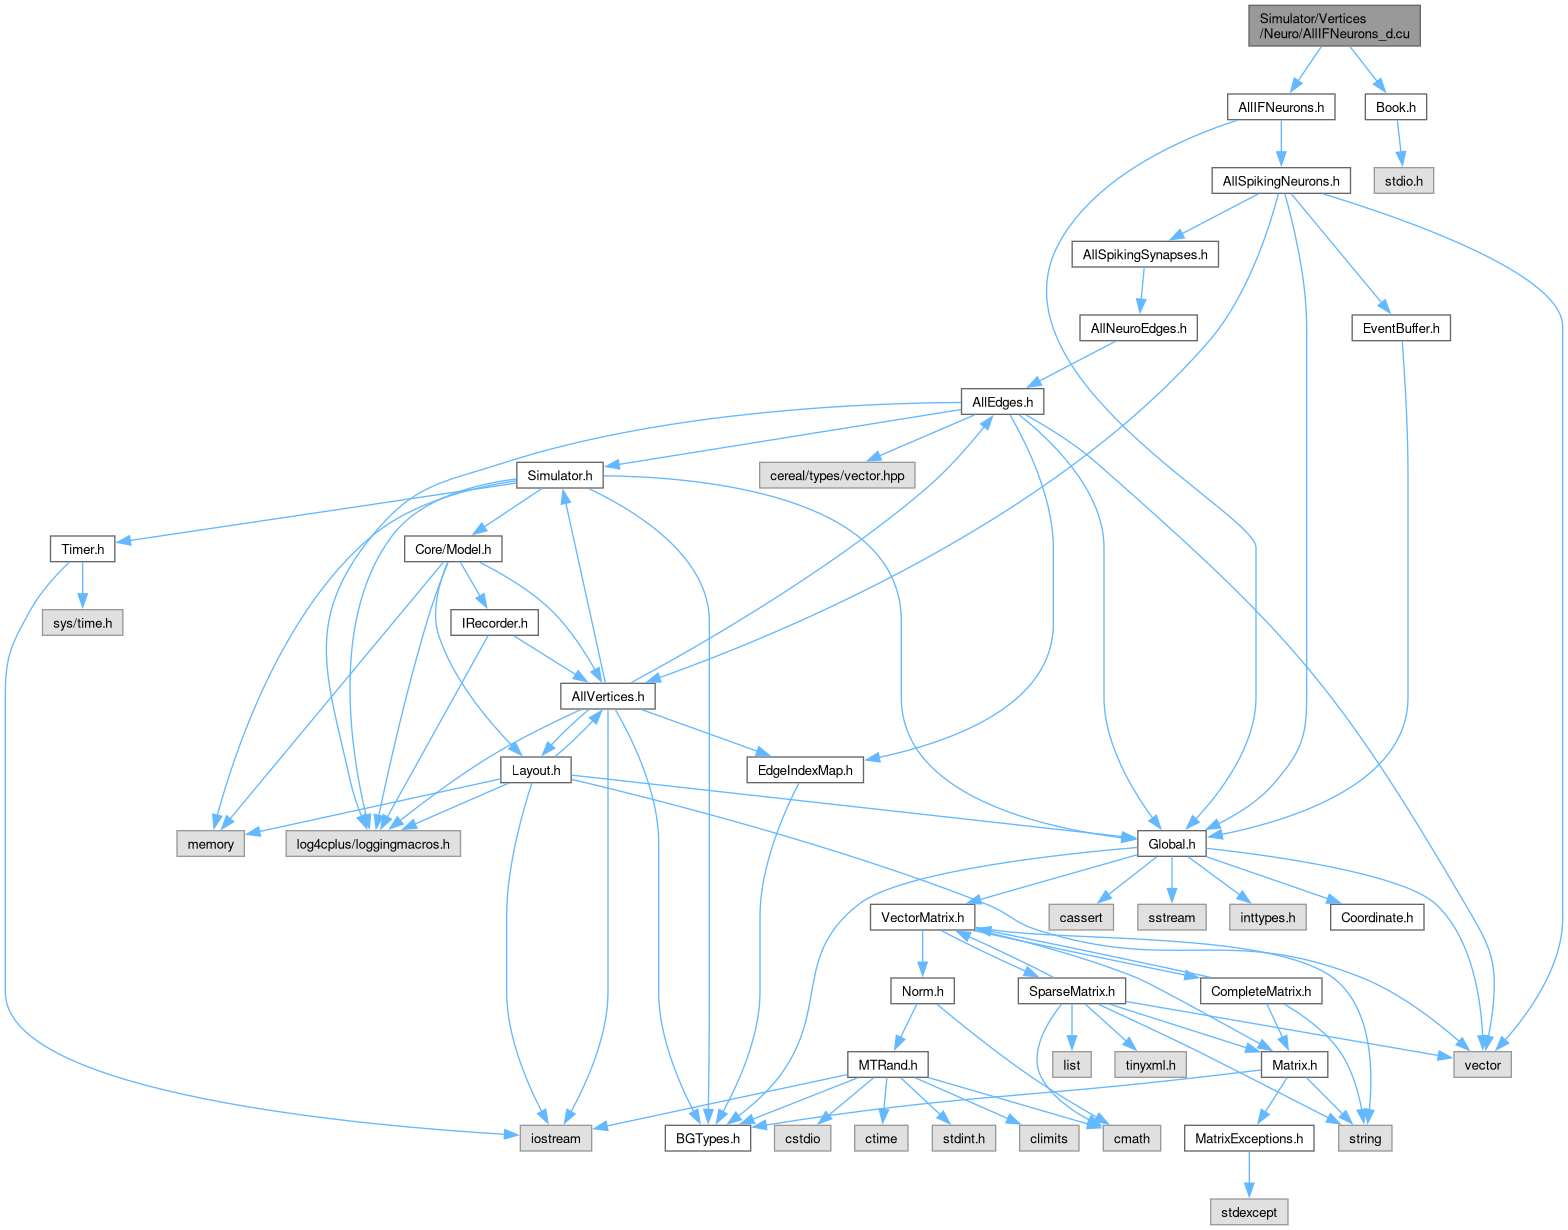 Simulator/Vertices
/Neuro/AllIFNeurons_d.cu
AllIFNeurons.h
Book.h
AllSpikingNeurons.h
stdio.h
AllSpikingSynapses.h
AllNeuroEdges.h
EventBuffer.h
AllEdges.h
Simulator.h
cereal/types/vector.hpp
Timer.h
Core/Model.h
sys/time.h
IRecorder.h
AllVertices.h
Layout.h
EdgeIndexMap.h
memory
log4cplus/loggingmacros.h
Global.h
VectorMatrix.h
cassert
sstream
inttypes.h
Coordinate.h
Norm.h
SparseMatrix.h
CompleteMatrix.h
MTRand.h
list
tinyxml.h
Matrix.h
vector
iostream
BGTypes.h
cstdio
ctime
stdint.h
climits
cmath
MatrixExceptions.h
string
stdexcept